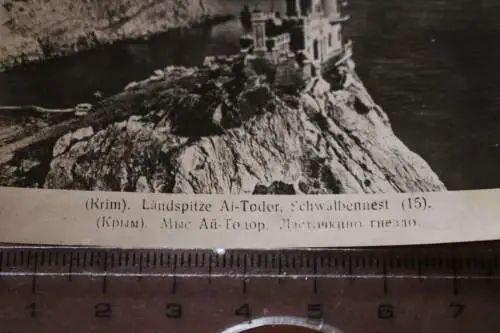 (Krim). Landspitze Ai-Todor, Schwalbennest (15).
(Крым). Мыс Ай-Тодор. Ласточкино гнездо.
1 2 3 4 5 6 7